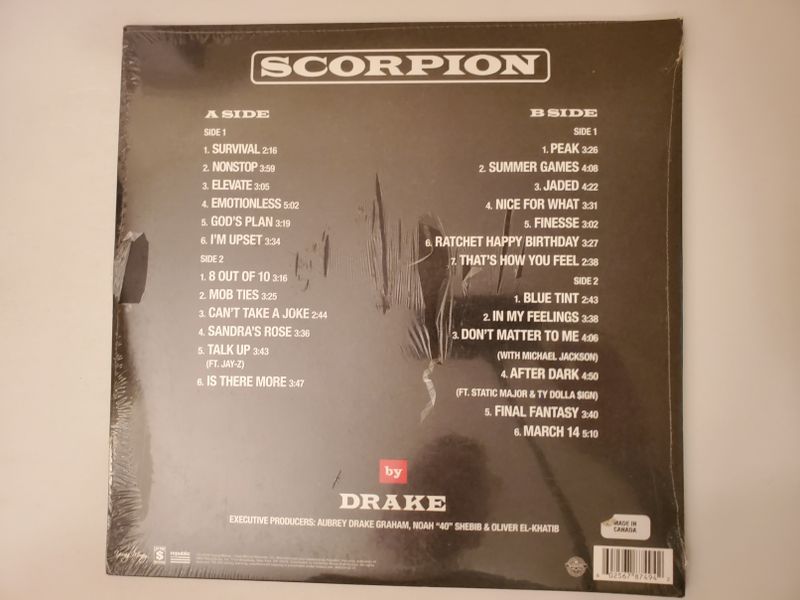 SCORPION
A SIDE
SIDE 1
1. SURVIVAL 2:16
2. NONSTOP 3:59
3. ELEVATE 3:05
4. EMOTIONLESS 5:02
5. GOD'S PLAN 3:19
6. I'M UPSET 3:34
SIDE 2
1. 8 OUT OF 10 3:16
2. MOB TIES 3:25
3. CAN'T TAKE A JOKE 2:44
4. SANDRA'S ROSE 3:36
5. TALK UP 3:43
(FT. JAY-Z)
6. IS THERE MORE 3:47
B SIDE
SIDE 1
1. PEAK 3:26
2. SUMMER GAMES 4:08
3. JADED 4:22
4. NICE FOR WHAT 3:31
5. FINESSE 3:02
6. RATCHET HAPPY BIRTHDAY 3:27
7. THAT'S HOW YOU FEEL 2:38
SIDE 2
1. BLUE TINT 2:43
2. IN MY FEELINGS 3:38
3. DON'T MATTER TO ME 4:06
(WITH MICHAEL JACKSON)
4. AFTER DARK 4:50
(FT. STATIC MAJOR & TY DOLLA $IGN)
5. FINAL FANTASY 3:40
6. MARCH 14 5:10
by
DRAKE
EXECUTIVE PRODUCERS: AUBREY DRAKE GRAHAM, NOAH "40" SHEBIB & OLIVER EL-KHATIB
MADE IN
CANADA
republic
6 02567 87494 2